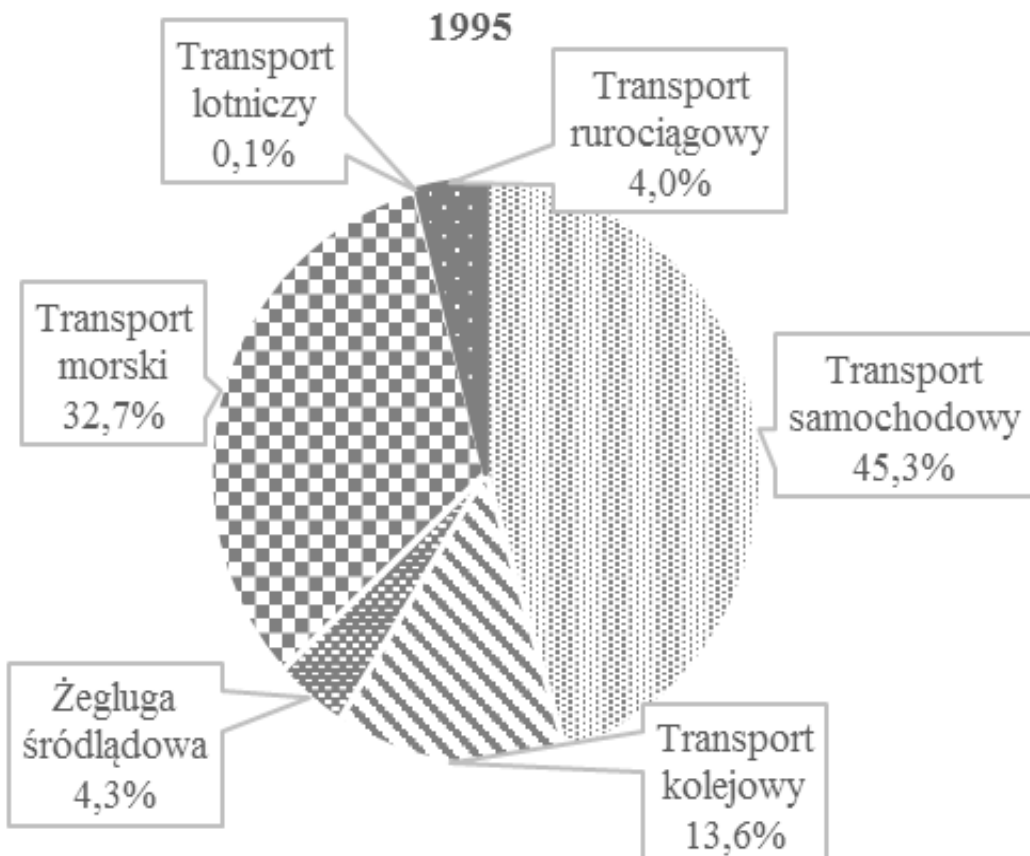 1995
Transport
lotniczy
0,1%
Transport
rurociągowy
4,0%
Transport
morski
32,7%
Transport
samochodowy
45,3%
Żegluga
śródlądowa
4,3%
Transport
kolejowy
13,6%